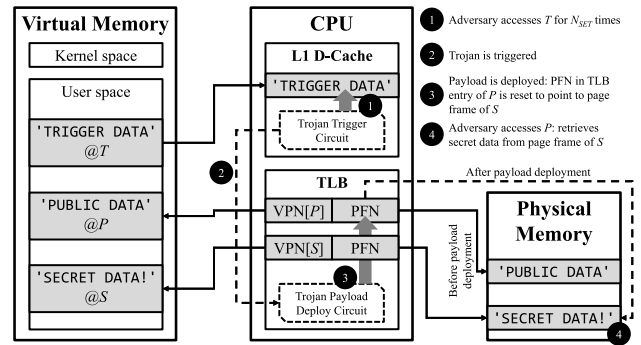 Virtual Memory
Kernel space
User space
'TRIGGER DATA'
@T
'PUBLIC DATA'
@P
'SECRET DATA!'
@S
CPU
L1 D-Cache
'TRIGGER DATA'
1
Trojan Trigger
Circuit
2
TLB
VPN[P] PFN
VPN[S] PFN
3
Trojan Payload
Deploy Circuit
1 Adversary accesses T for N_SET times
2 Trojan is triggered
3 Payload is deployed: PFN in TLB
entry of P is reset to point to page
frame of S
4 Adversary accesses P: retrieves
secret data from page frame of S
After payload deployment
Before payload
deployment
Physical
Memory
'PUBLIC DATA'
'SECRET DATA!'
4